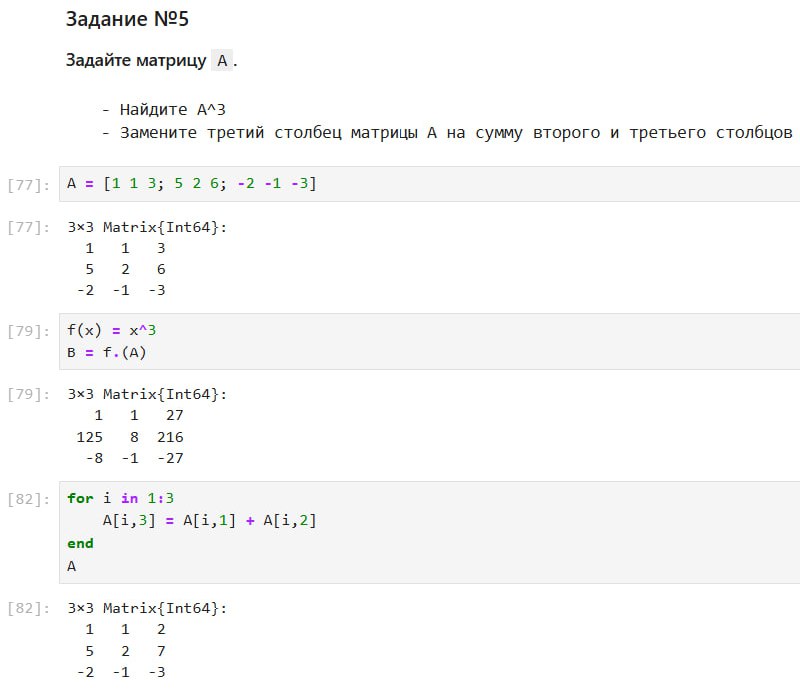 Задание №5
Задайте матрицу A .
- Найдите A^3
- Замените третий столбец матрицы A на сумму второго и третьего столбцов
[77]: A = [1 1 3; 5 2 6; -2 -1 -3]
[77]: 3×3 Matrix{Int64}:
1 1 3
5 2 6
-2 -1 -3
[79]: f(x) = x^3
B = f.(A)
[79]: 3×3 Matrix{Int64}:
1 1 27
125 8 216
-8 -1 -27
[82]: for i in 1:3
A[i,3] = A[i,1] + A[i,2]
end
A
[82]: 3×3 Matrix{Int64}:
1 1 2
5 2 7
-2 -1 -3